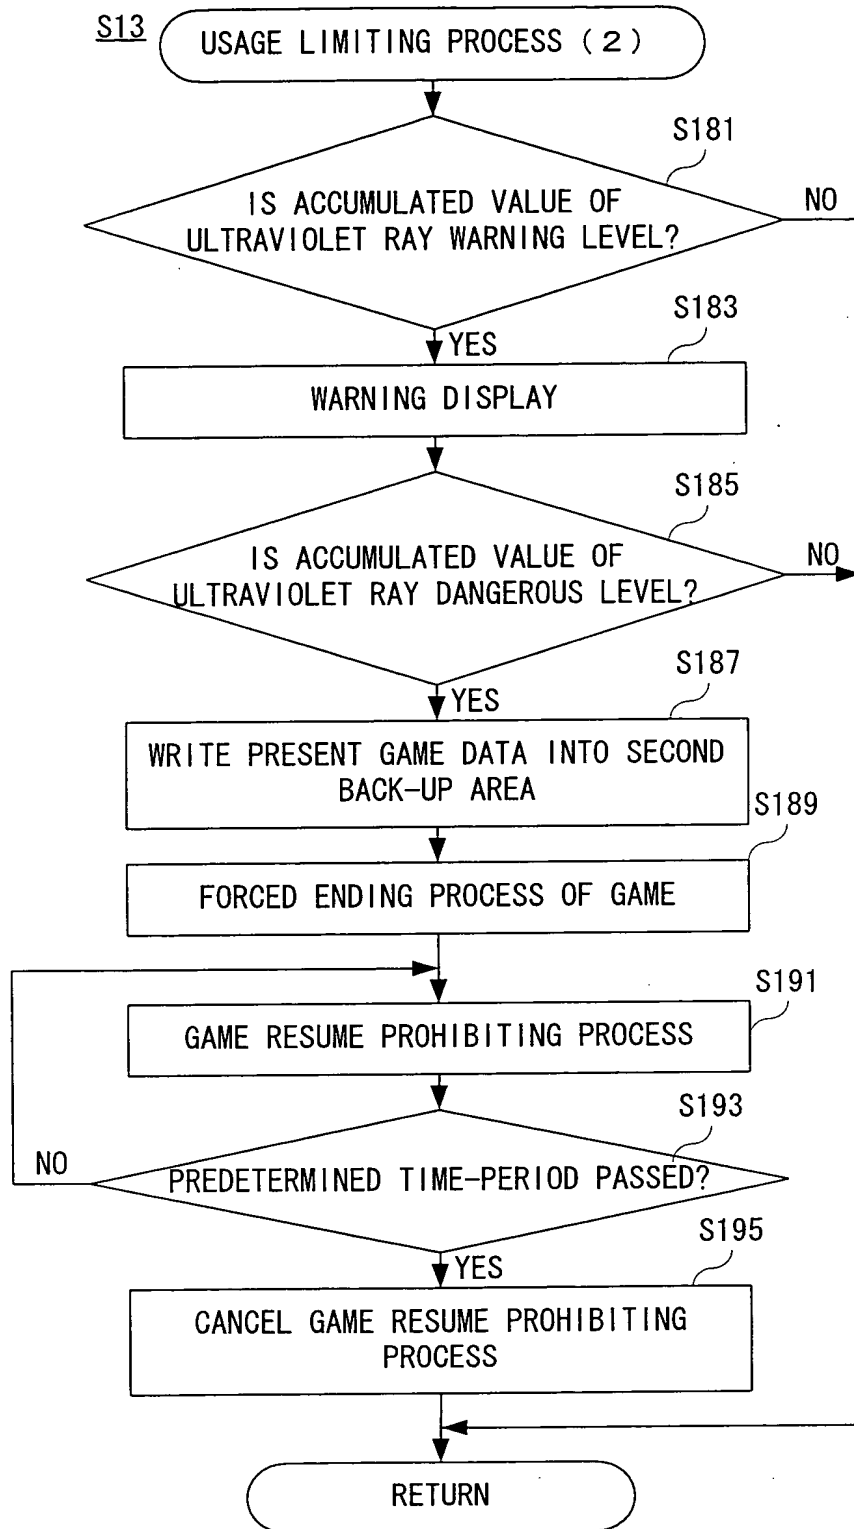 S13
USAGE LIMITING PROCESS (2)
S181
IS ACCUMULATED VALUE OF
ULTRAVIOLET RAY WARNING LEVEL?
NO
YES
S183
WARNING DISPLAY
S185
IS ACCUMULATED VALUE OF
ULTRAVIOLET RAY DANGEROUS LEVEL?
NO
YES
S187
WRITE PRESENT GAME DATA INTO SECOND
BACK-UP AREA
S189
FORCED ENDING PROCESS OF GAME
S191
GAME RESUME PROHIBITING PROCESS
S193
NO
PREDETERMINED TIME-PERIOD PASSED?
YES
S195
CANCEL GAME RESUME PROHIBITING
PROCESS
RETURN